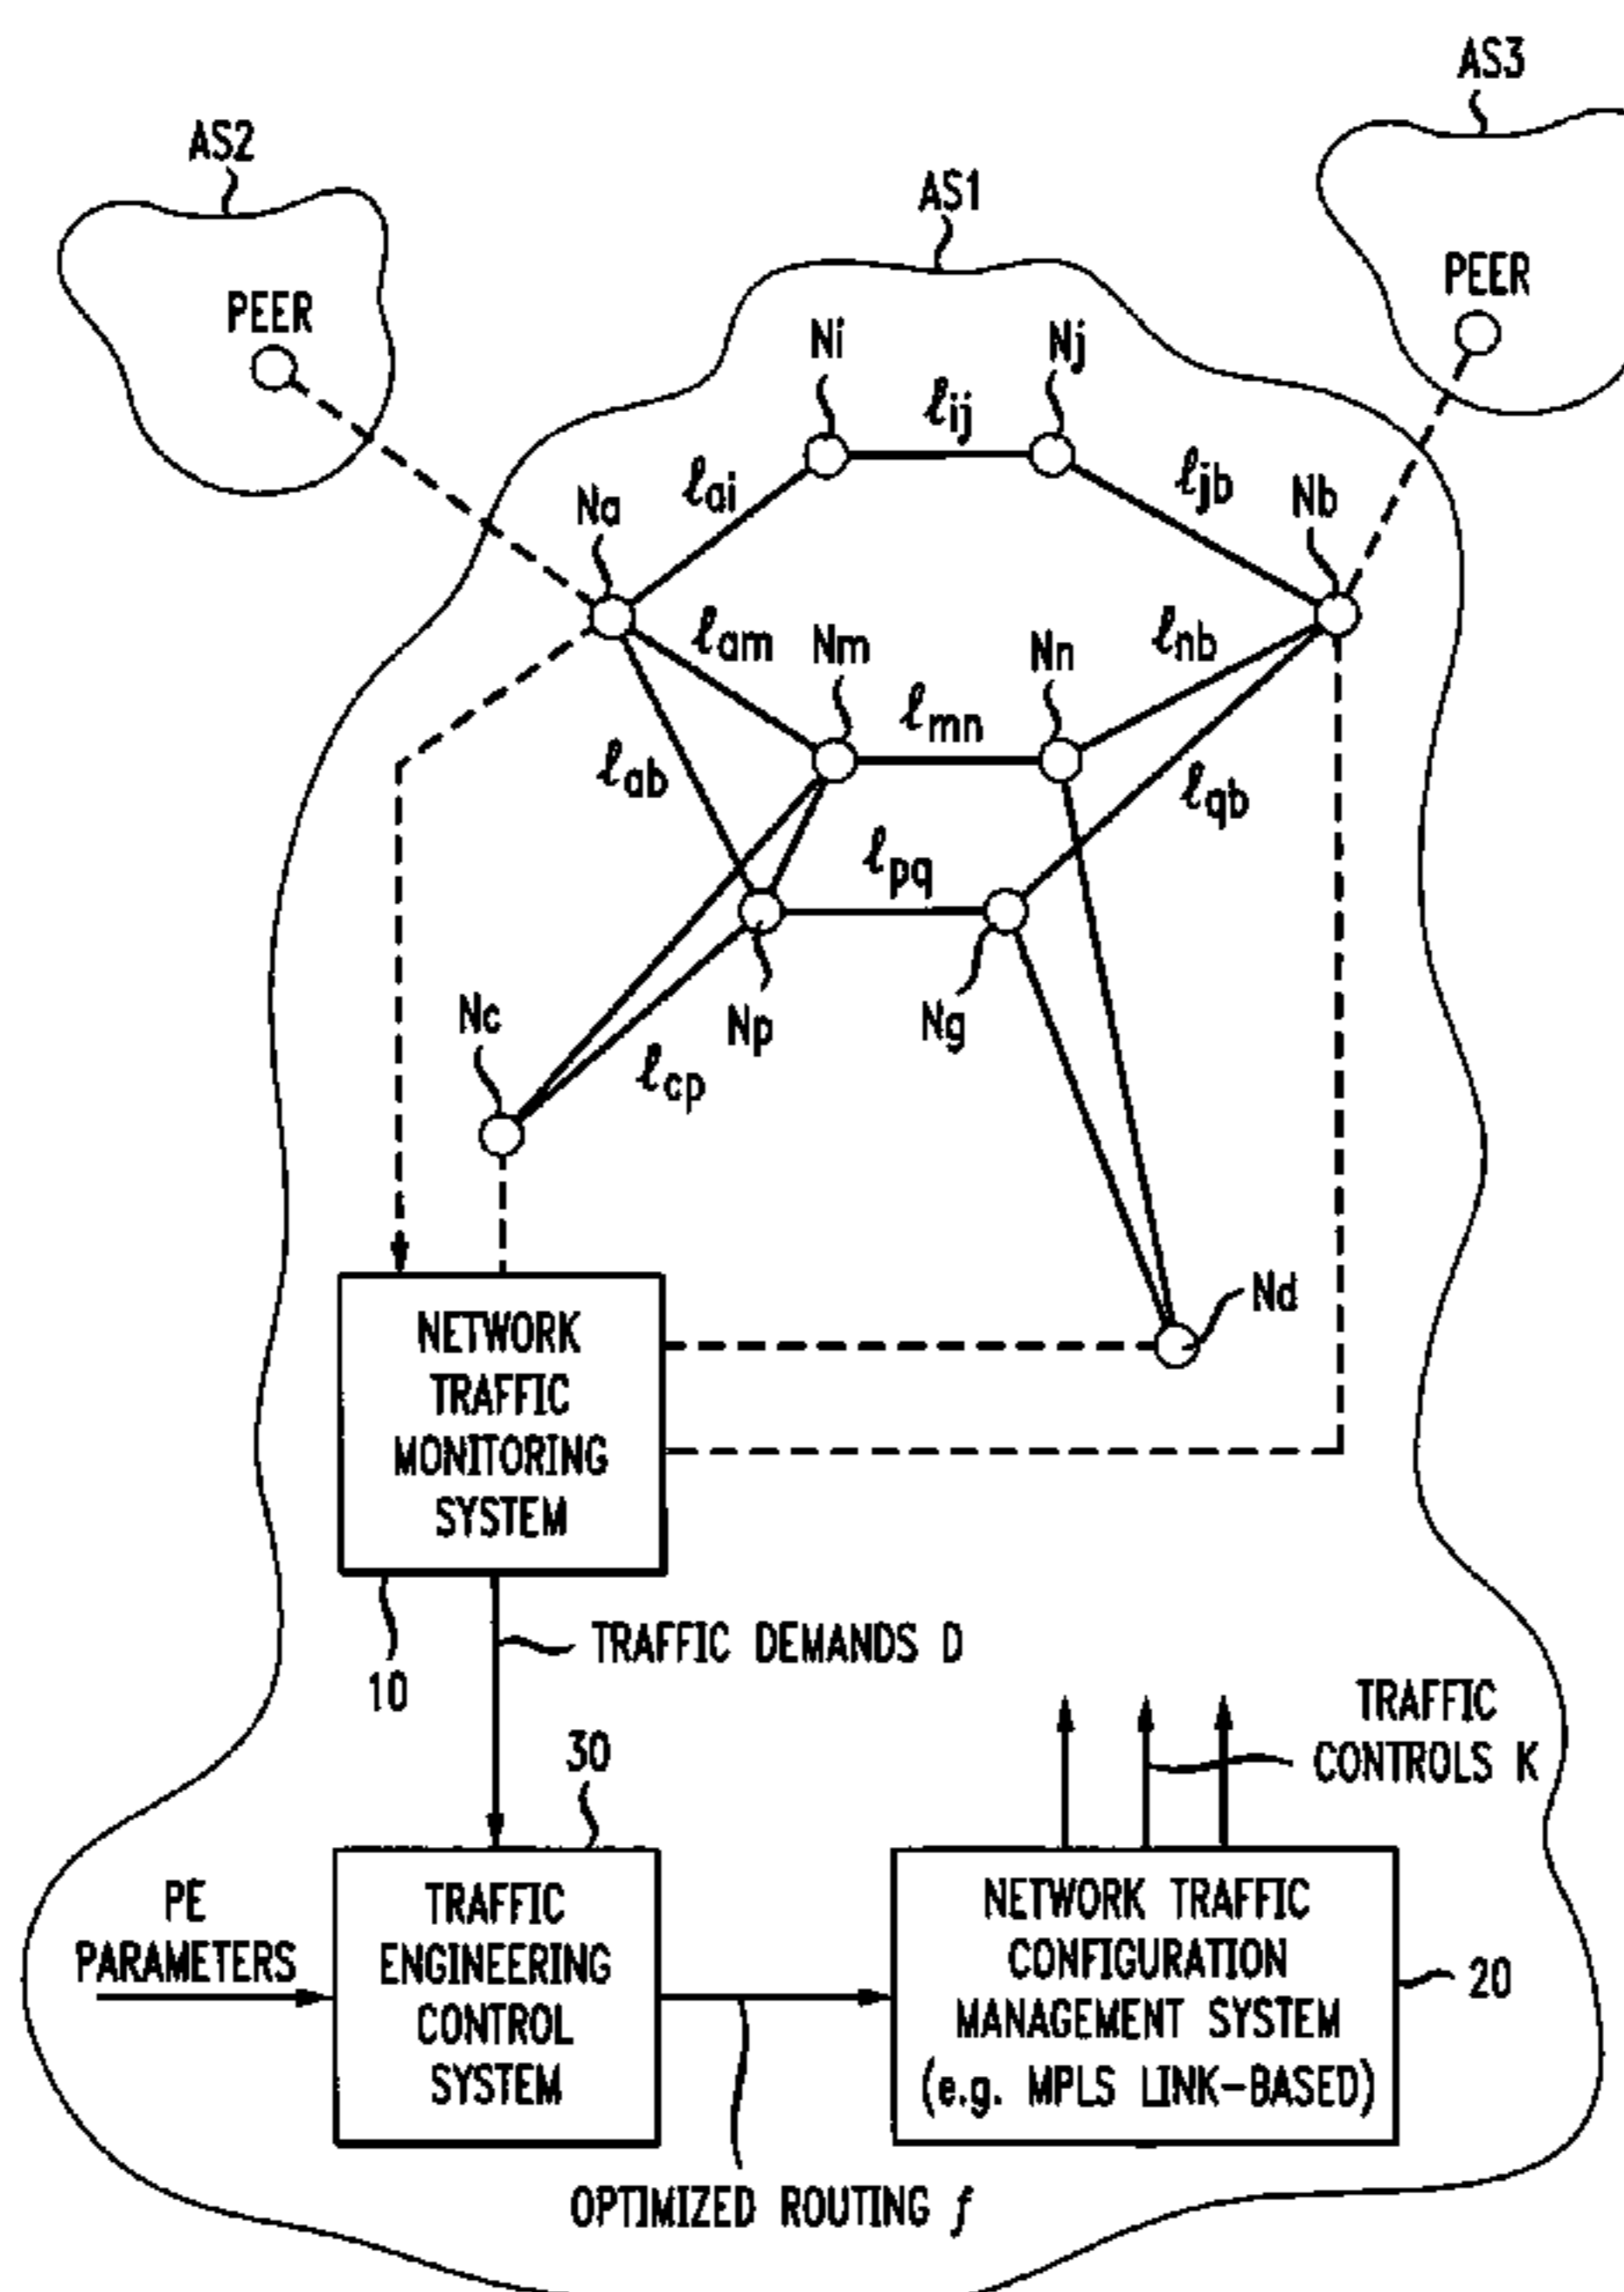 AS3
AS2
AS1
PEER
PEER
Ni
Nj
ℓij
ℓai
ℓjb
Na
Nb
ℓam
Nm
Nn
ℓnb
ℓmn
ℓab
ℓqb
ℓpq
Nc
Np
Ng
ℓcp
Nd
NETWORK
TRAFFIC
MONITORING
SYSTEM
TRAFFIC DEMANDS D
10
TRAFFIC
CONTROLS K
30
PE
PARAMETERS
TRAFFIC
ENGINEERING
CONTROL
SYSTEM
NETWORK TRAFFIC
CONFIGURATION
MANAGEMENT SYSTEM
(e.g. MPLS LINK-BASED)
20
OPTIMIZED ROUTING f